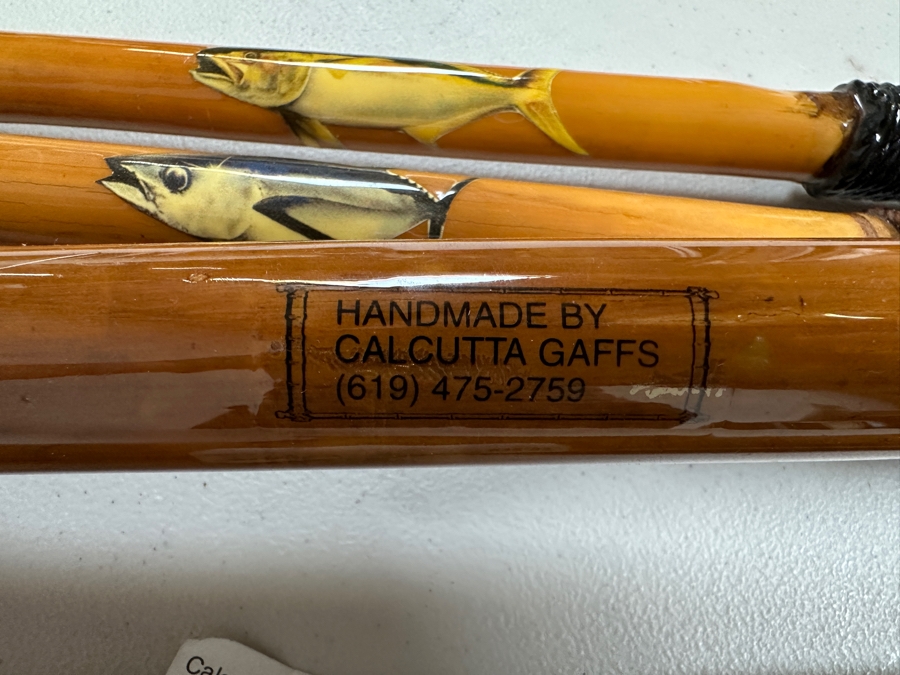 HANDMADE BY
CALCUTTA GAFFS
(619) 475-2759